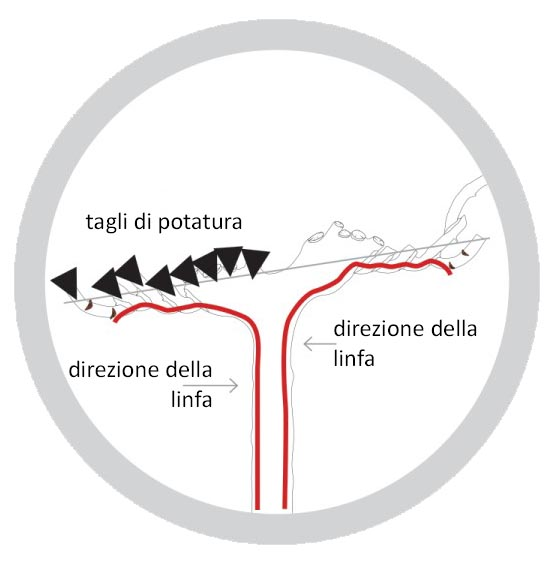 tagli di potatura
direzione della
linfa
direzione della
linfa